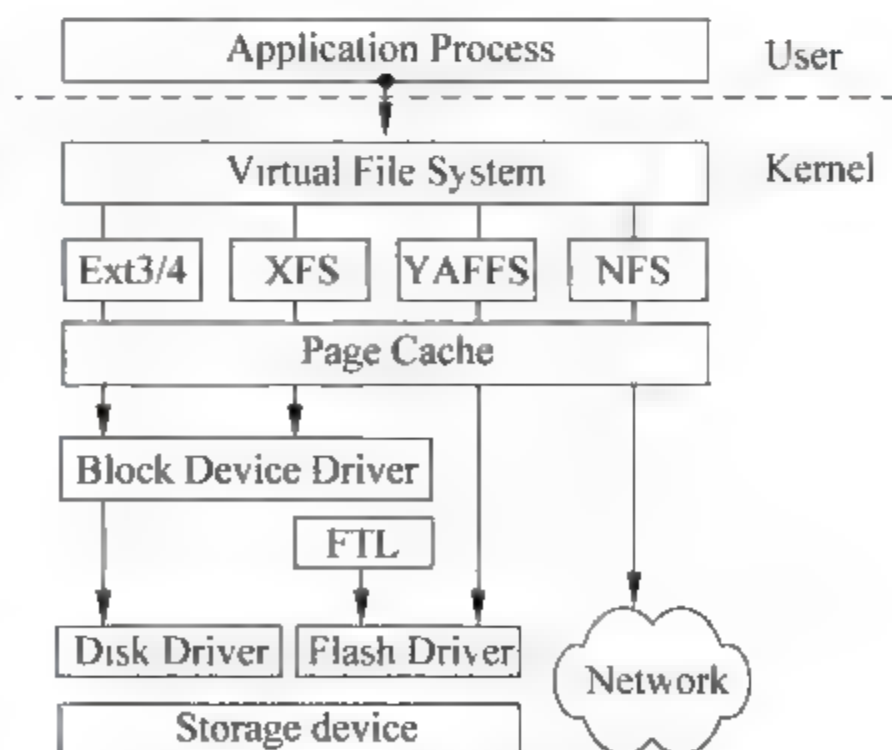 Application Process
User
Virtual File System
Kernel
Ext3/4 XFS YAFFS NFS
Page Cache
Block Device Driver
FTL
Disk Driver Flash Driver
Network
Storage device